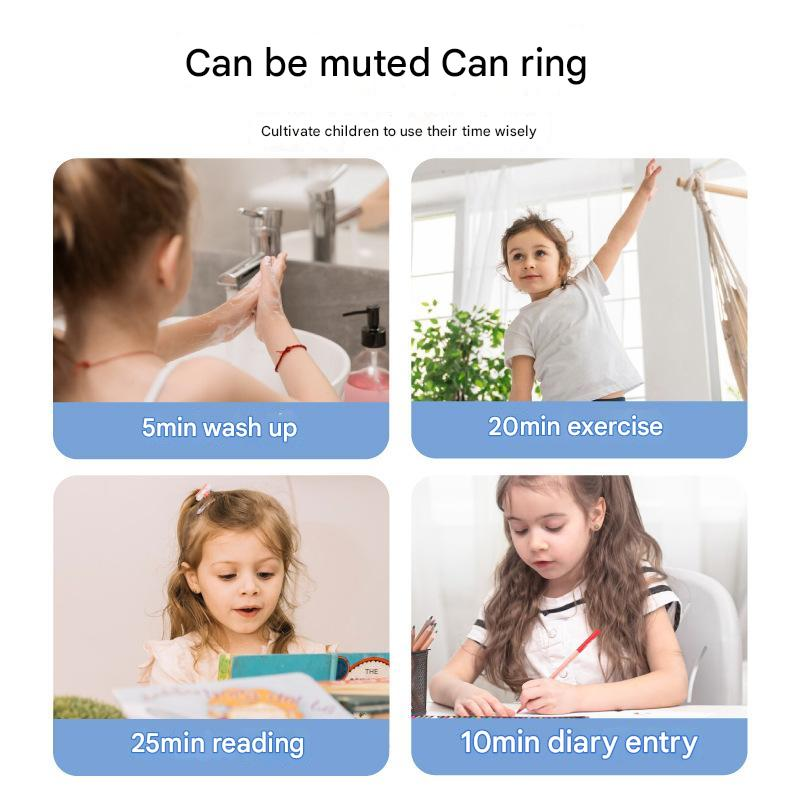 Can be muted Can ring
Cultivate children to use their time wisely
5min wash up
20min exercise
THE
25min reading
10min diary entry